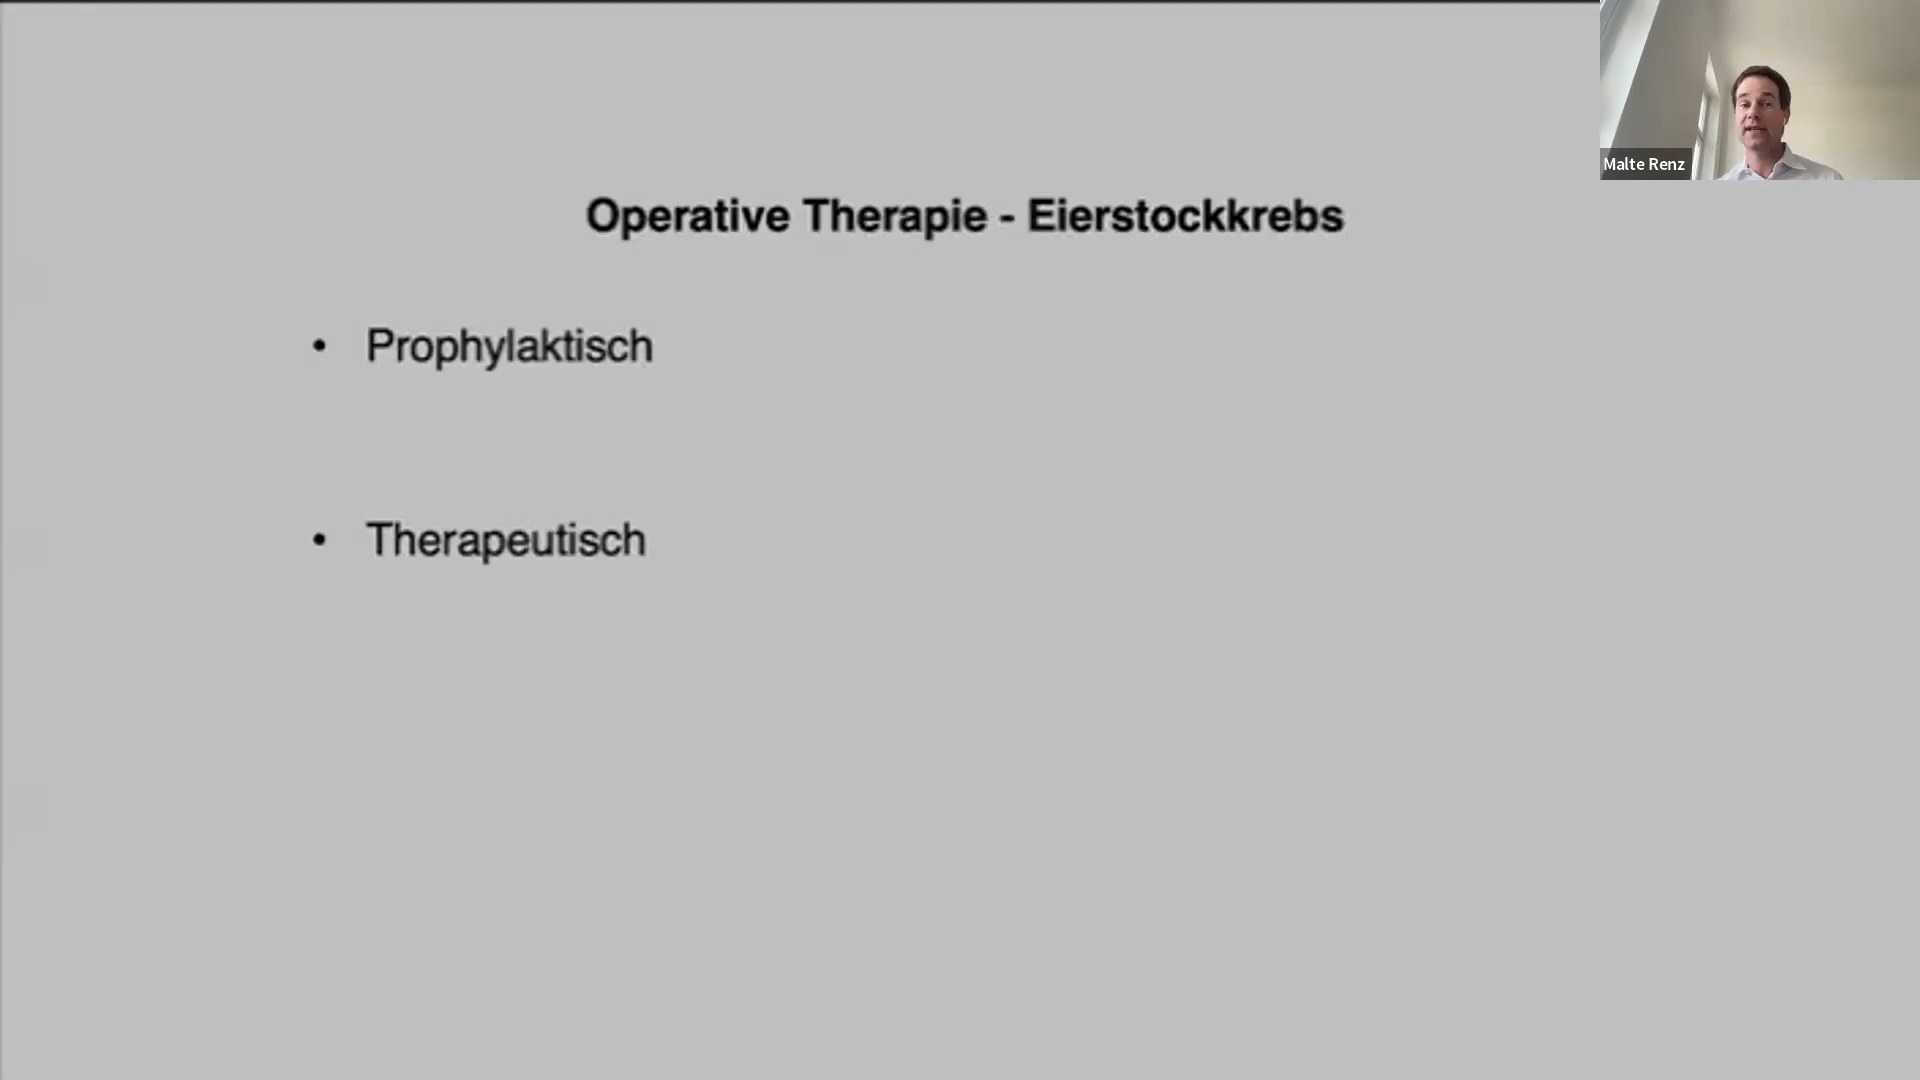 Malte Renz
Operative Therapie - Eierstockkrebs
• Prophylaktisch
• Therapeutisch